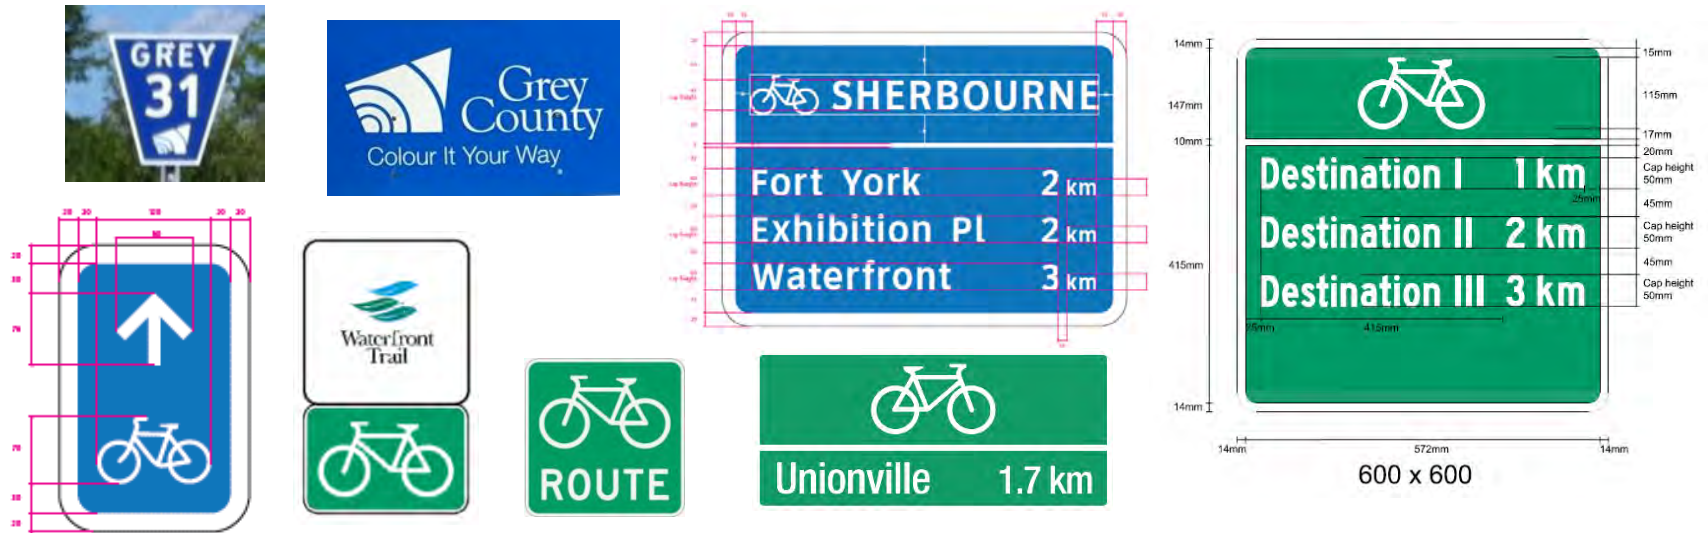 GREY
31
Grey
County
Colour It Your Way
SHERBOURNE
Fort York 2 km
Exhibition Pl 2 km
Waterfront 3 km
14mm
147mm
10mm
415mm
14mm
15mm
115mm
17mm
20mm
Cap height
50mm
45mm
Cap height
50mm
45mm
Cap height
50mm
Destination I 1 km
25mm
Destination II 2 km
Destination III 3 km
415mm
14mm 572mm 14mm
600 x 600
Waterfront
Trail
ROUTE
Unionville 1.7 km